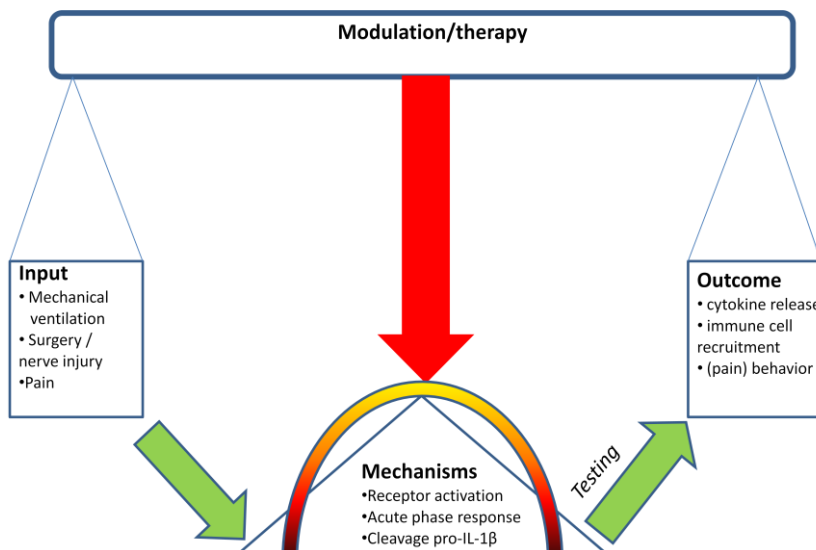 Modulation/therapy
Input
• Mechanical
ventilation
• Surgery /
nerve injury
•Pain
Outcome
• cytokine release
• immune cell
recruitment
• (pain) behavior
Mechanisms
•Receptor activation
•Acute phase response
•Cleavage pro-IL-1β
Testing